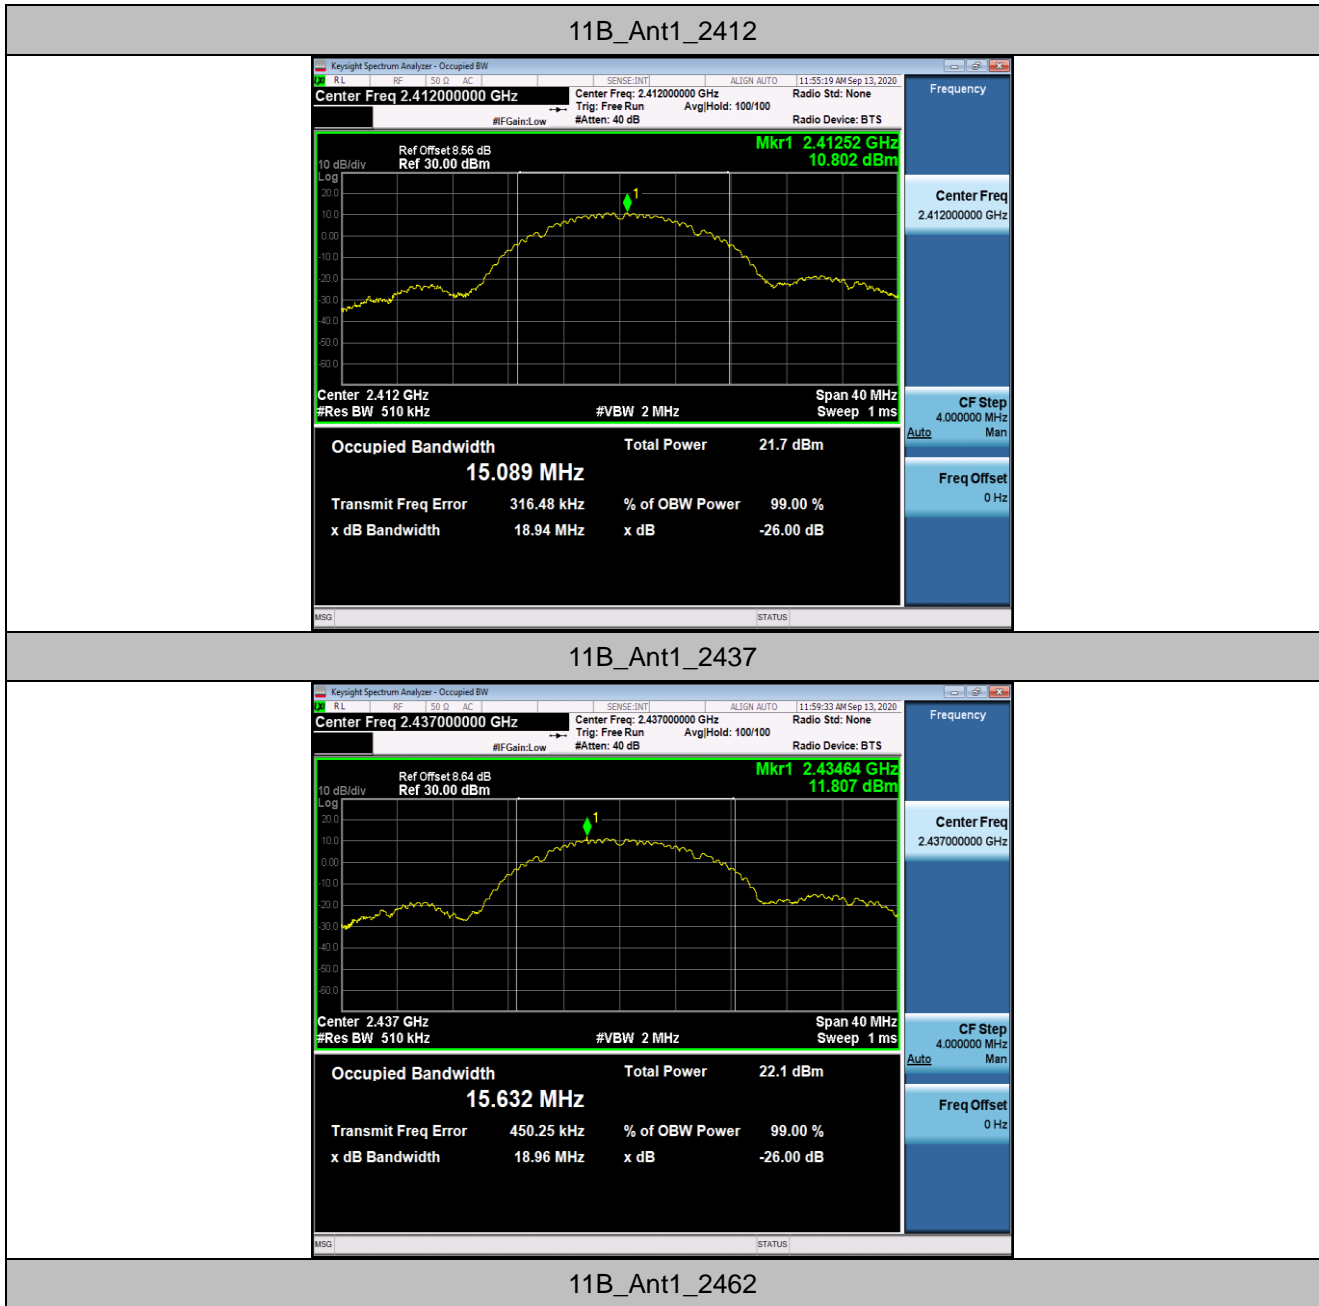 11B_Ant1_2412
Keysight Spectrum Analyzer - Occupied BW
RL RF 50 Ω AC SENSE:INT ALIGN AUTO 11:55:19 AM Sep 13, 2020
Center Freq 2.412000000 GHz Center Freq: 2.412000000 GHz Radio Std: None Frequency
Trig: Free Run Avg|Hold: 100/100
#IFGain:Low #Atten: 40 dB Radio Device: BTS
Mkr1 2.41252 GHz
Ref Offset 8.56 dB
10 dB/div Ref 30.00 dBm 10.802 dBm
Log
20.0
1
Center Freq
2.412000000 GHz
10.0
0.00
-10.0
-20.0
-30.0
-40.0
-50.0
-60.0
Center 2.412 GHz Span 40 MHz
#Res BW 510 kHz #VBW 2 MHz Sweep 1 ms
CF Step
4.000000 MHz
Auto Man
Occupied Bandwidth Total Power 21.7 dBm
15.089 MHz
Freq Offset
0 Hz
Transmit Freq Error 316.48 kHz % of OBW Power 99.00 %
x dB Bandwidth 18.94 MHz x dB -26.00 dB
MSG STATUS
11B_Ant1_2437
Keysight Spectrum Analyzer - Occupied BW
RL RF 50 Ω AC SENSE:INT ALIGN AUTO 11:59:33 AM Sep 13, 2020
Center Freq 2.437000000 GHz Center Freq: 2.437000000 GHz Radio Std: None Frequency
Trig: Free Run Avg|Hold: 100/100
#IFGain:Low #Atten: 40 dB Radio Device: BTS
Mkr1 2.43464 GHz
Ref Offset 8.64 dB
10 dB/div Ref 30.00 dBm 11.807 dBm
Log
20.0
1
Center Freq
2.437000000 GHz
10.0
0.00
-10.0
-20.0
-30.0
-40.0
-50.0
-60.0
Center 2.437 GHz Span 40 MHz
#Res BW 510 kHz #VBW 2 MHz Sweep 1 ms
CF Step
4.000000 MHz
Auto Man
Occupied Bandwidth Total Power 22.1 dBm
15.632 MHz
Freq Offset
0 Hz
Transmit Freq Error 450.25 kHz % of OBW Power 99.00 %
x dB Bandwidth 18.96 MHz x dB -26.00 dB
MSG STATUS
11B_Ant1_2462